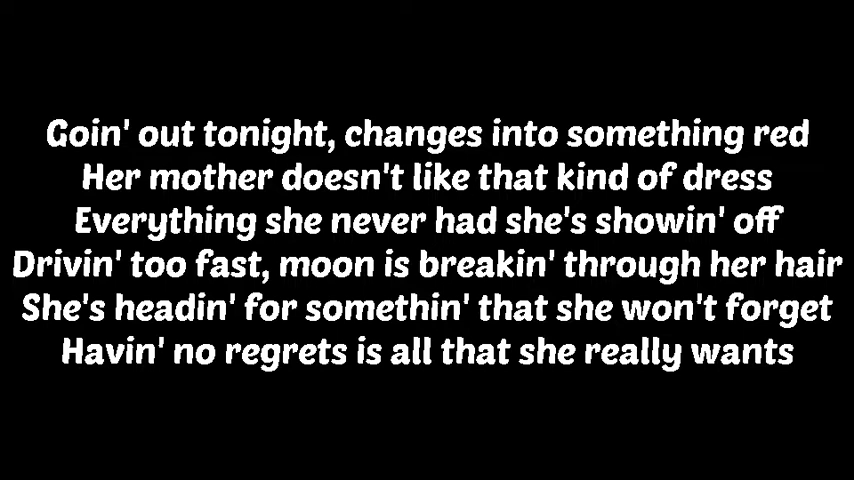 Goin' out tonight, changes into something red
Her mother doesn't like that kind of dress
Everything she never had she's showin' off
Drivin' too fast, moon is breakin' through her hair
She's headin' for somethin' that she won't forget
Havin' no regrets is all that she really wants